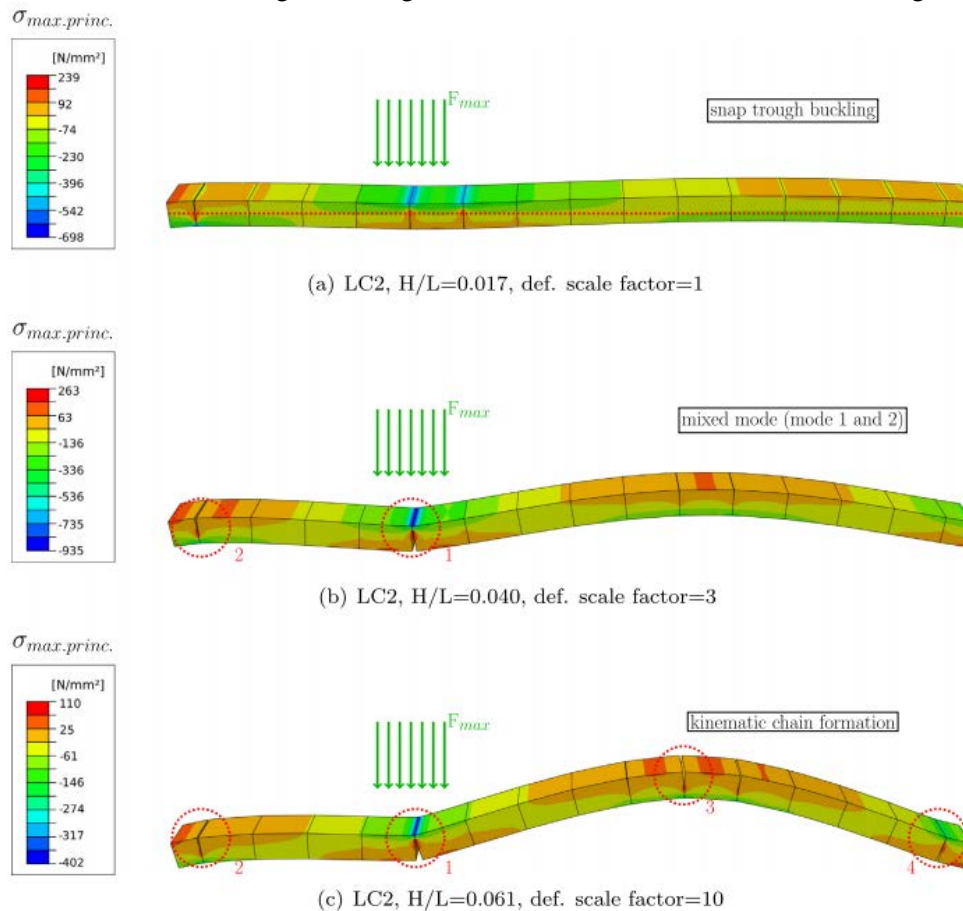 σmax.princ.
[N/mm²]
239
92
-74
-230
-396
-542
-698
Fmax
snap trough buckling
(a) LC2, H/L=0.017, def. scale factor=1
σmax.princ.
[N/mm²]
263
63
-136
-336
-536
-735
-935
Fmax
mixed mode (mode 1 and 2)
2
1
(b) LC2, H/L=0.040, def. scale factor=3
σmax.princ.
[N/mm²]
110
25
-61
-146
-274
-317
-402
Fmax
kinematic chain formation
2
1
3
4
(c) LC2, H/L=0.061, def. scale factor=10